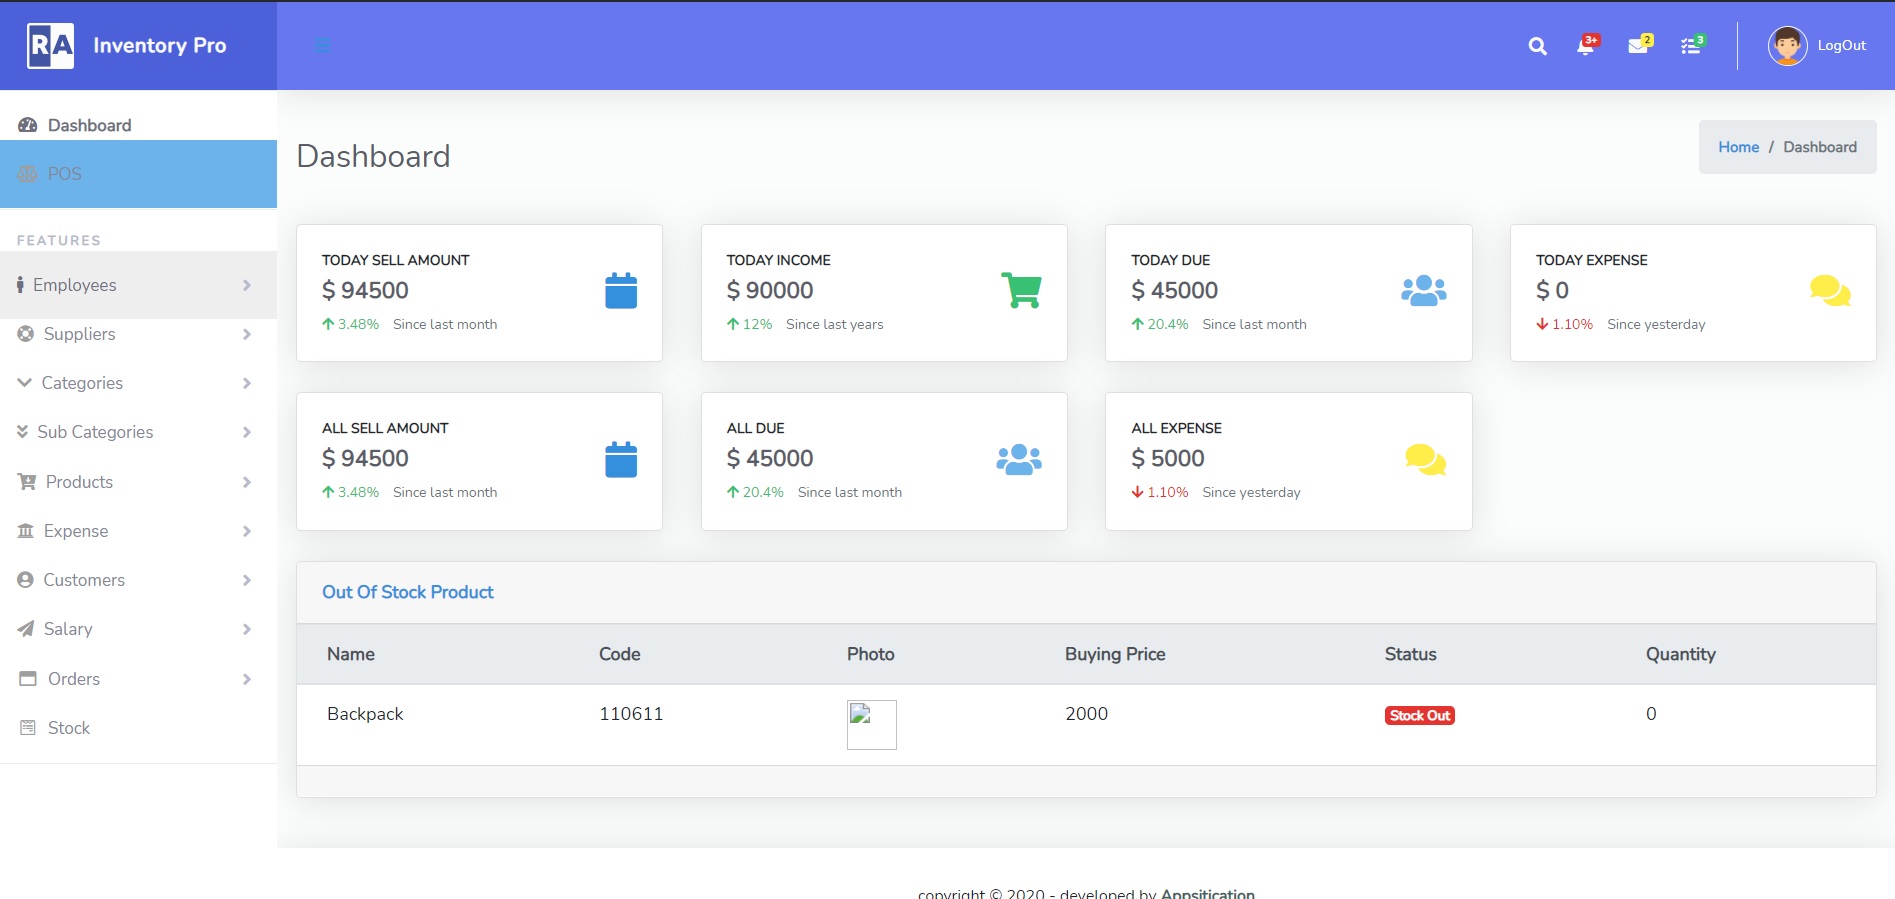 RA Inventory Pro
3+ 2 3 LogOut
Dashboard
POS
FEATURES
Employees
Suppliers
Categories
Sub Categories
Products
Expense
Customers
Salary
Orders
Stock
Dashboard
Home / Dashboard
TODAY SELL AMOUNT
$ 94500
3.48% Since last month
TODAY INCOME
$ 90000
12% Since last years
TODAY DUE
$ 45000
20.4% Since last month
TODAY EXPENSE
$ 0
1.10% Since yesterday
ALL SELL AMOUNT
$ 94500
3.48% Since last month
ALL DUE
$ 45000
20.4% Since last month
ALL EXPENSE
$ 5000
1.10% Since yesterday
Out Of Stock Product
Name Code Photo Buying Price Status Quantity
Backpack 110611 2000 Stock Out 0
copyright © 2020 - developed by Appsitication